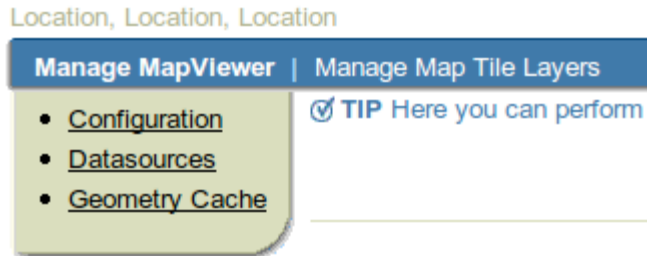 Location, Location, Location
Manage MapViewer | Manage Map Tile Layers
Configuration
Datasources
Geometry Cache
TIP Here you can perform